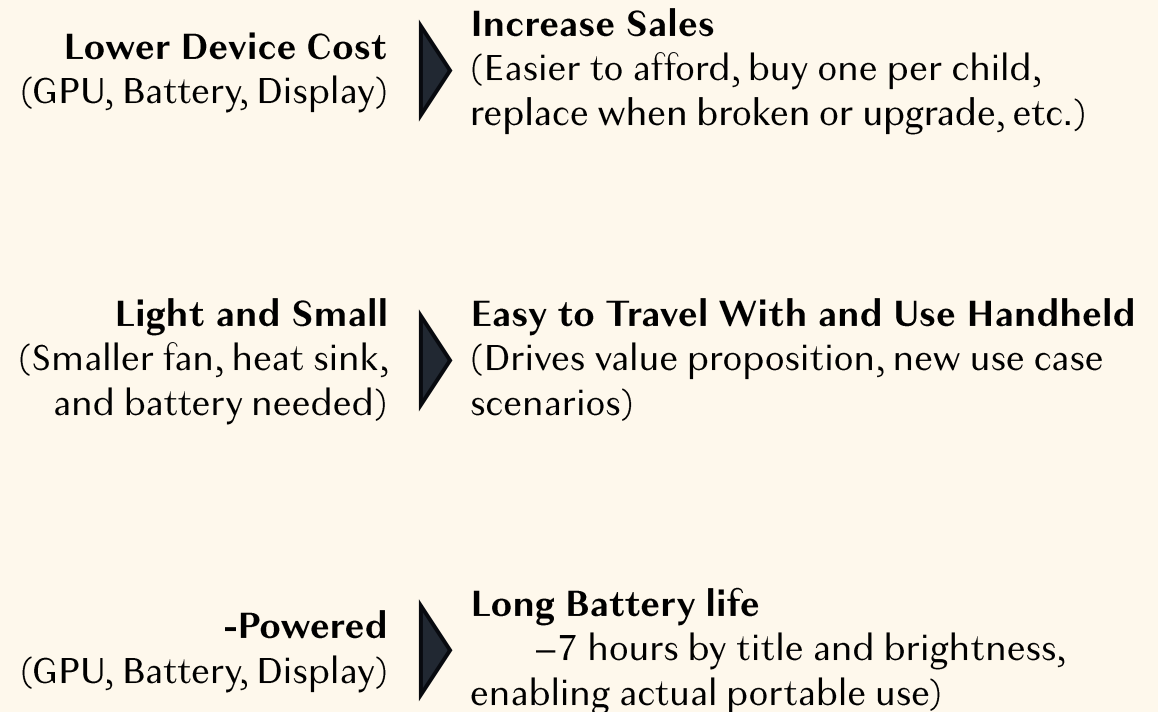 Lower Device Cost
(GPU, Battery, Display)
Increase Sales
(Easier to afford, buy one per child,
replace when broken or upgrade, etc.)
Light and Small
(Smaller fan, heat sink,
and battery needed)
Easy to Travel With and Use Handheld
(Drives value proposition, new use case
scenarios)
-Powered
(GPU, Battery, Display)
Long Battery life
–7 hours by title and brightness,
enabling actual portable use)